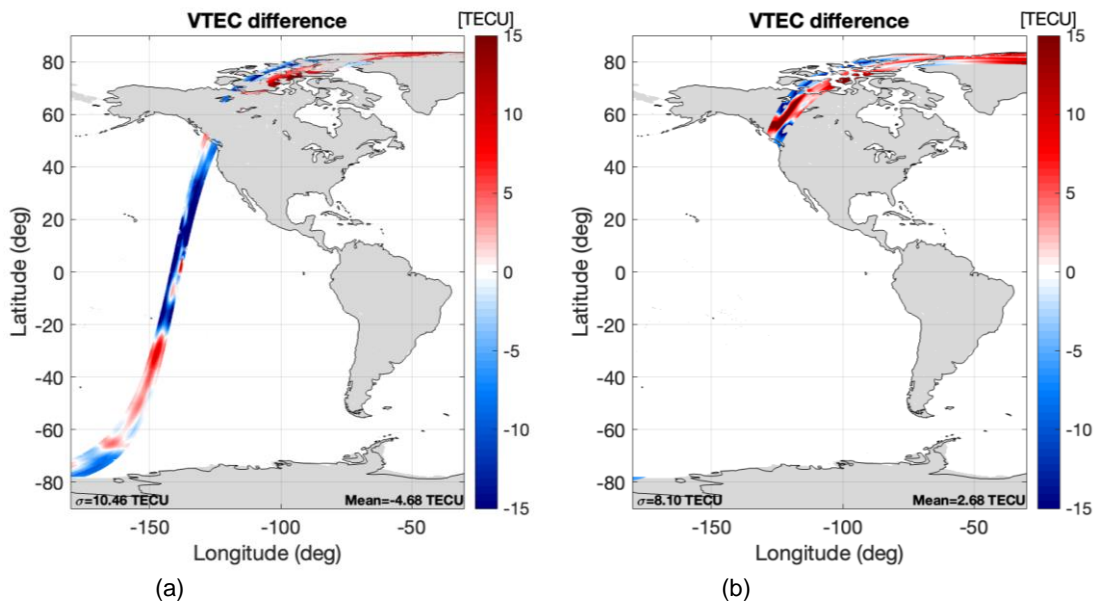 VTEC difference
[TECU]
15
10
5
0
-5
-10
-15
80
60
40
20
0
-20
-40
-60
-80
Latitude (deg)
σ=10.46 TECU
Mean=-4.68 TECU
-150
-100
-50
Longitude (deg)
(a)
VTEC difference
[TECU]
15
10
5
0
-5
-10
-15
80
60
40
20
0
-20
-40
-60
-80
Latitude (deg)
σ=8.10 TECU
Mean=2.68 TECU
-150
-100
-50
Longitude (deg)
(b)